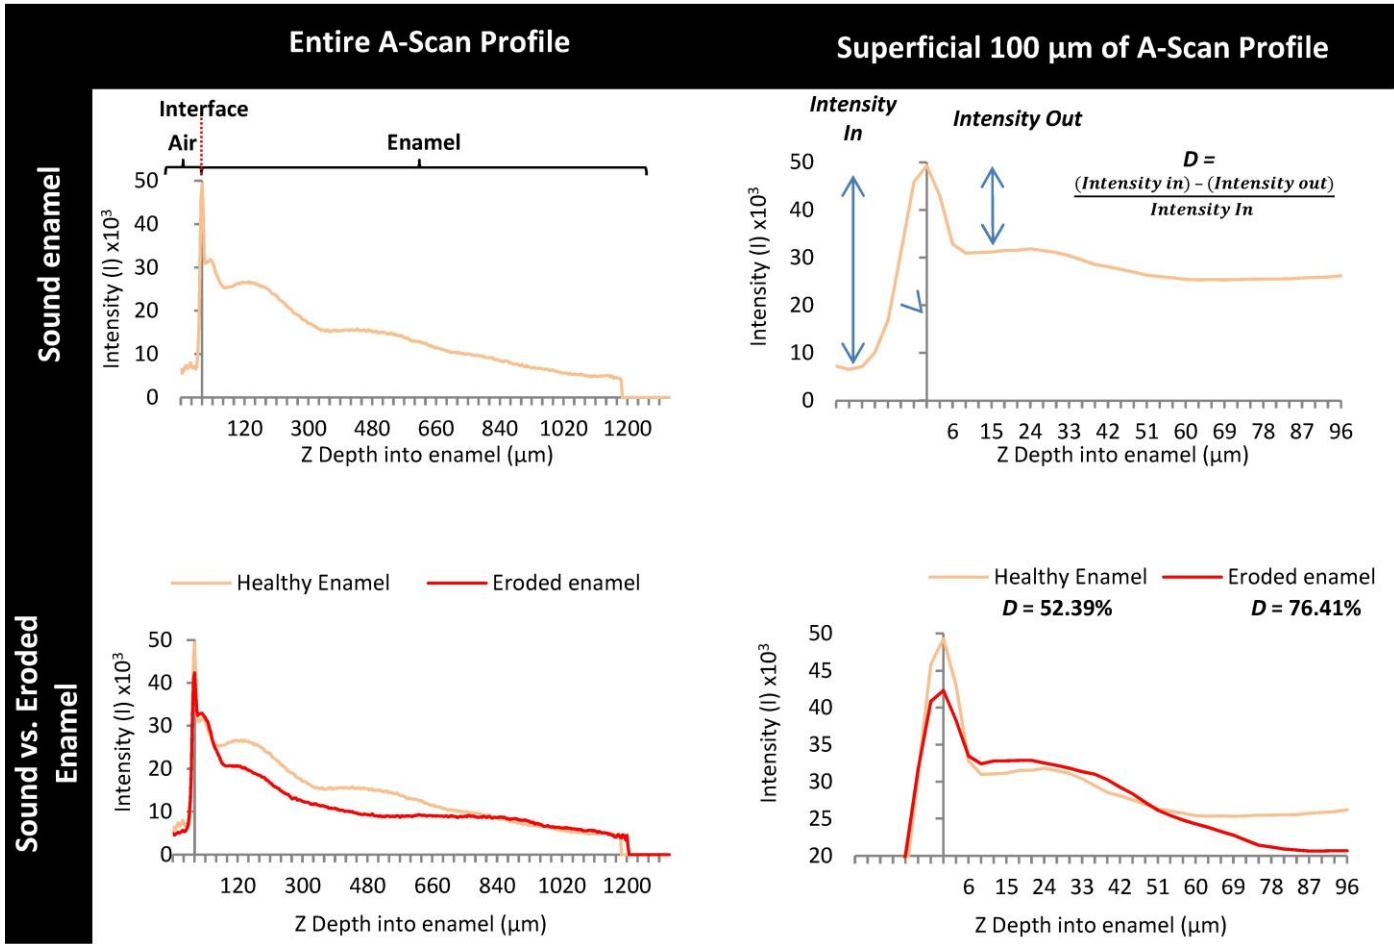 Entire A-Scan Profile
Superficial 100 µm of A-Scan Profile
Sound enamel
Interface
Air
Enamel
50
40
30
20
10
0
Intensity (I) x10³
120 300 480 660 840 1020 1200
Z Depth into enamel (µm)
Intensity
In
Intensity Out
D =
(Intensity in) – (Intensity out)
Intensity In
50
40
30
20
10
0
Intensity (I) x10³
6 15 24 33 42 51 60 69 78 87 96
Z Depth into enamel (µm)
Sound vs. Eroded
Enamel
Healthy Enamel Eroded enamel
50
40
30
20
10
0
Intensity (I) x10³
120 300 480 660 840 1020 1200
Z Depth into enamel (µm)
Healthy Enamel Eroded enamel
D = 52.39% D = 76.41%
50
45
40
35
30
25
20
Intensity (I) x10³
6 15 24 33 42 51 60 69 78 87 96
Z Depth into enamel (µm)